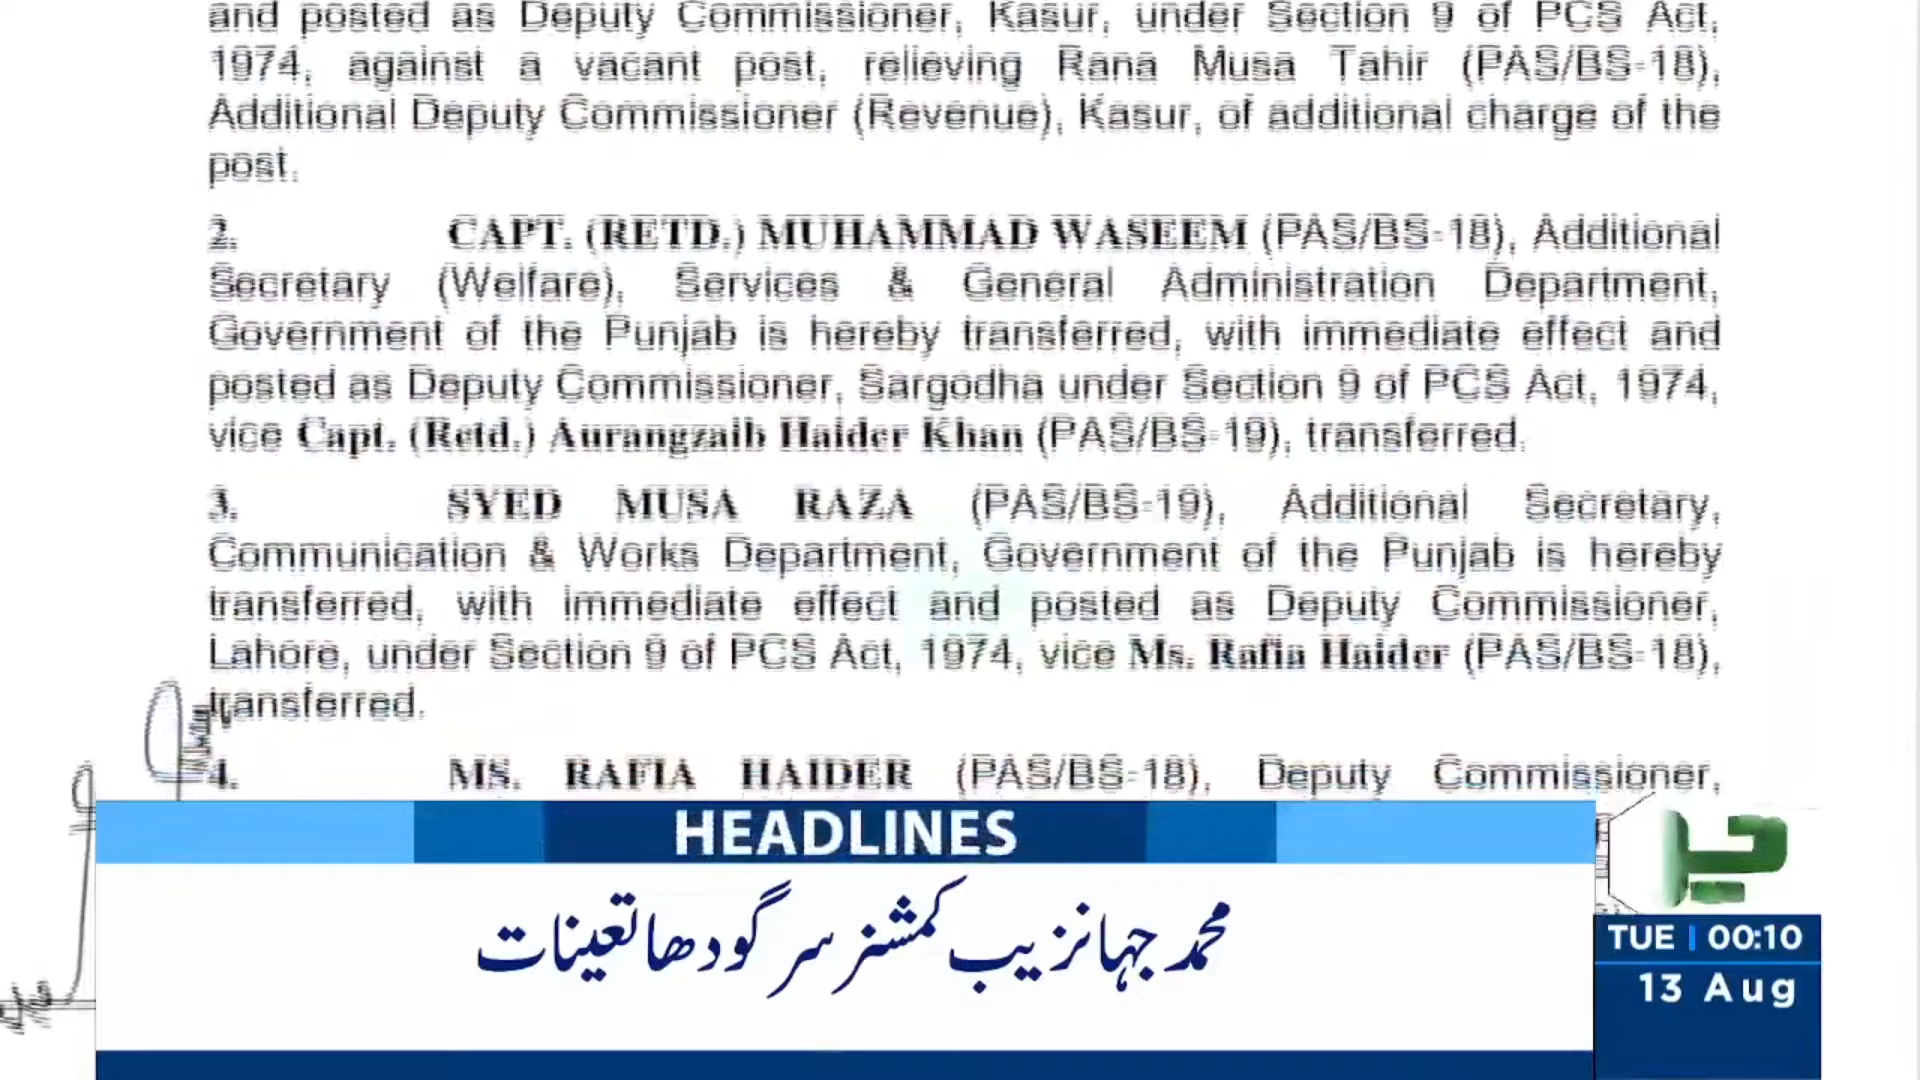 and posted as Deputy Commissioner, Kasur, under Section 9 of PCS Act,
1974, against a vacant post, relieving Rana Musa Tahir (PAS/BS-18),
Additional Deputy Commissioner (Revenue), Kasur, of additional charge of the
post.
2. CAPT. (RETD.) MUHAMMAD WASEEM (PAS/BS-18), Additional
Secretary (Welfare), Services & General Administration Department,
Government of the Punjab is hereby transferred, with immediate effect and
posted as Deputy Commissioner, Sargodha under Section 9 of PCS Act, 1974,
vice Capt. (Retd.) Aurangzaib Haider Khan (PAS/BS-19), transferred.
3. SYED MUSA RAZA (PAS/BS-19), Additional Secretary,
Communication & Works Department, Government of the Punjab is hereby
transferred, with immediate effect and posted as Deputy Commissioner,
Lahore, under Section 9 of PCS Act, 1974, vice Ms. Rafia Haider (PAS/BS-18),
transferred.
4. MS. RAFIA HAIDER (PAS/BS-18), Deputy Commissioner,
HEADLINES
محمد جہانزیب کمشنر سرگودھا تعینات
TUE | 00:10
13 Aug